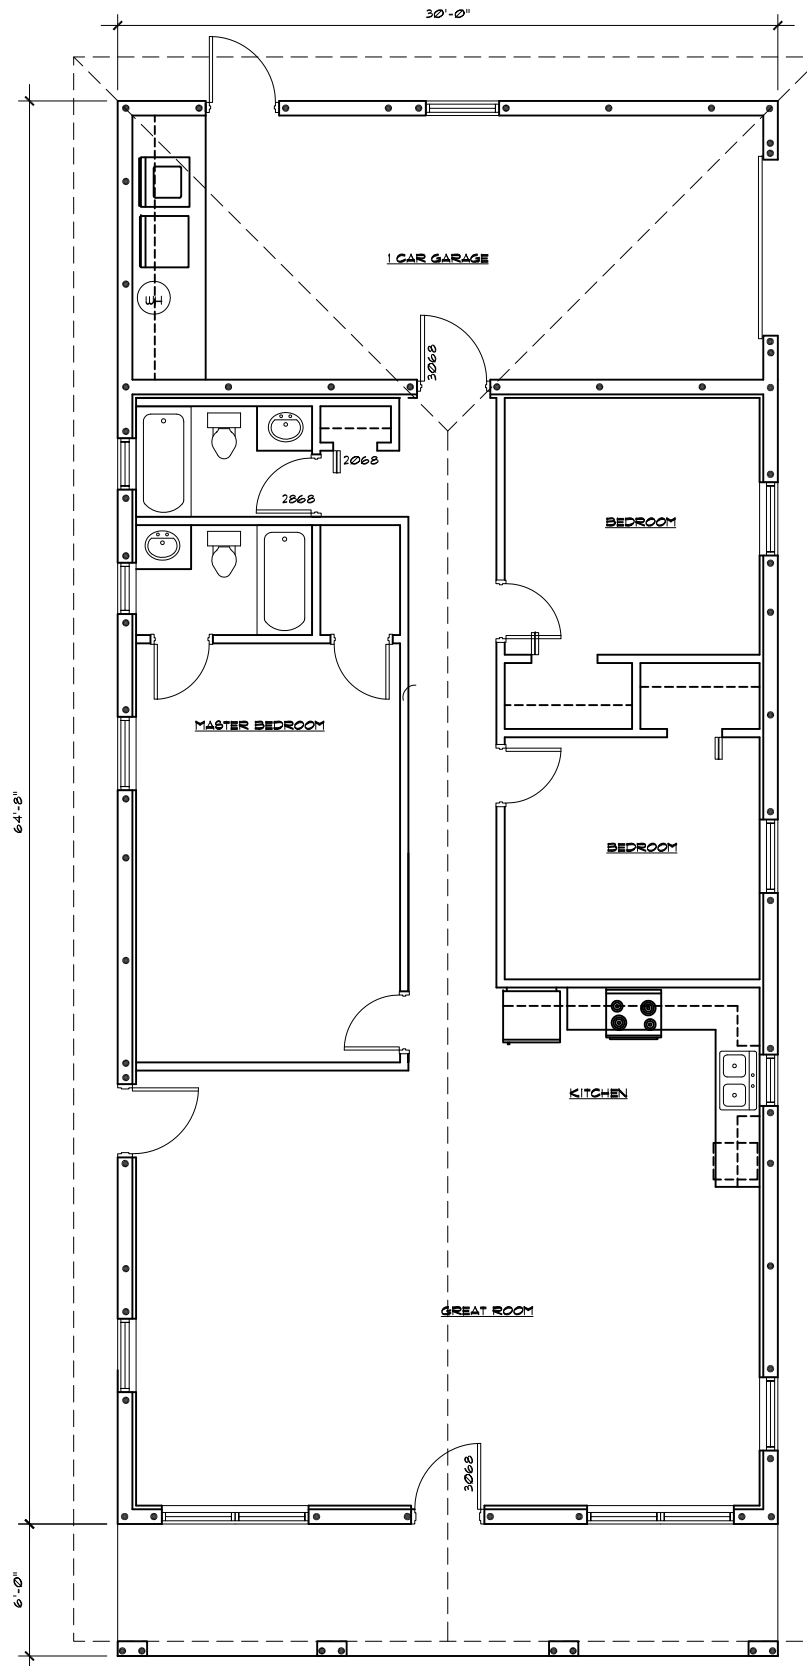 30'-0"
1 CAR GARAGE
WH
3068
2068
2868
BEDROOM
MASTER BEDROOM
64'-8"
BEDROOM
KITCHEN
GREAT ROOM
3068
6'-0"